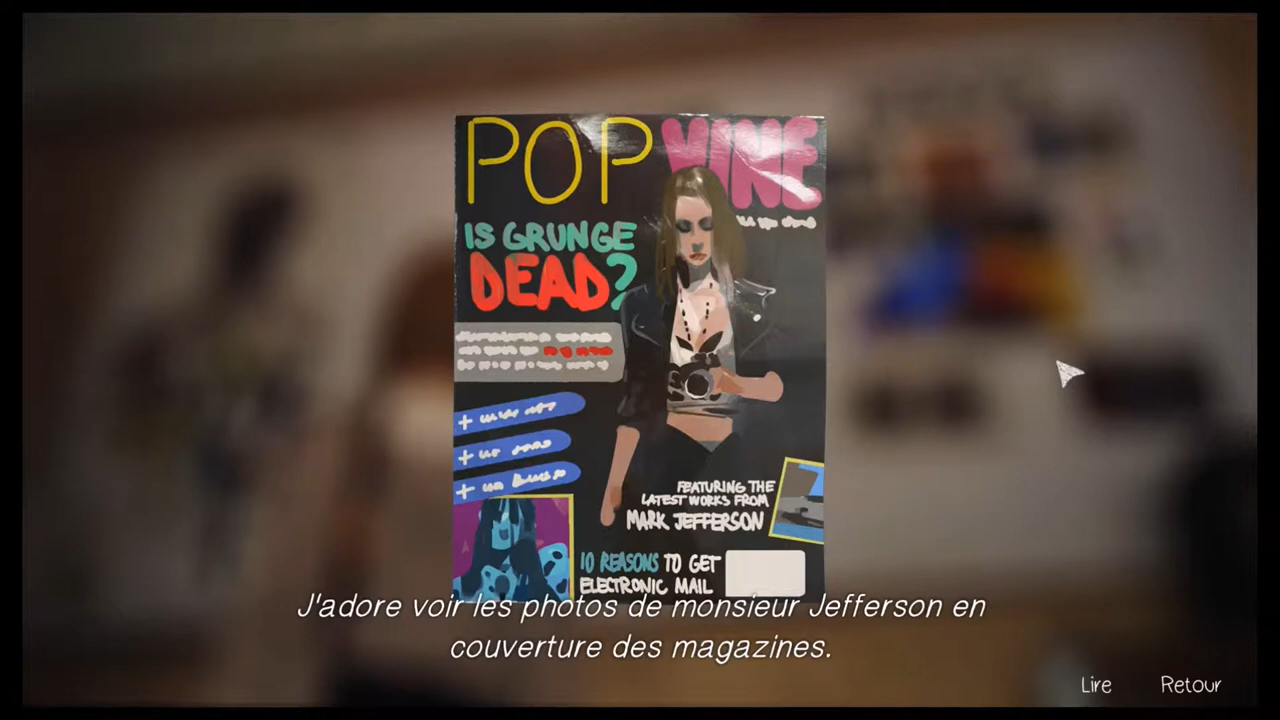 POP VINE
IS GRUNGE
DEAD?
FEATURING THE
LATEST WORKS FROM
MARK JEFFERSON
10 REASONS TO GET
ELECTRONIC MAIL
J'adore voir les photos de monsieur Jefferson en
couverture des magazines.
Lire Retour